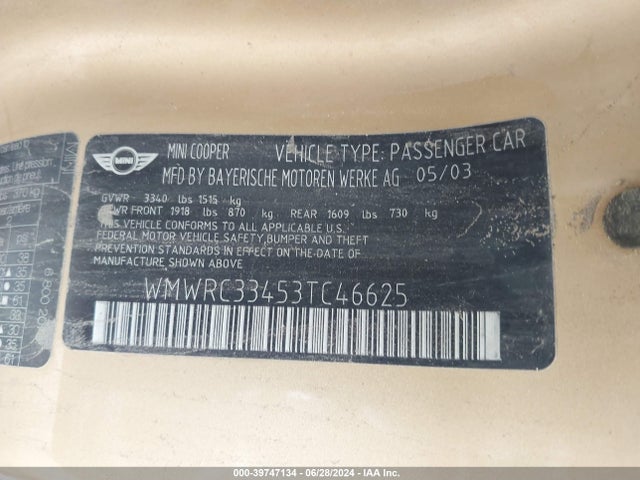 MINI
MINI COOPER VEHICLE TYPE: PASSENGER CAR
MFD BY BAYERISCHE MOTOREN WERKE AG 05/03
GVWR 3340 lbs 1515 kg
WR FRONT 1918 lbs 870 kg REAR 1609 lbs 730 kg
THIS VEHICLE CONFORMS TO ALL APPLICABLE U.S.
FEDERAL MOTOR VEHICLE SAFETY,BUMPER AND THEFT
PREVENTION STANDARDS IN EFFECT ON THE DATE OF
MANUFACTURE SHOWN ABOVE
WMWRC33453TC46625
000-39747134 - 06/28/2024 - IAA Inc.